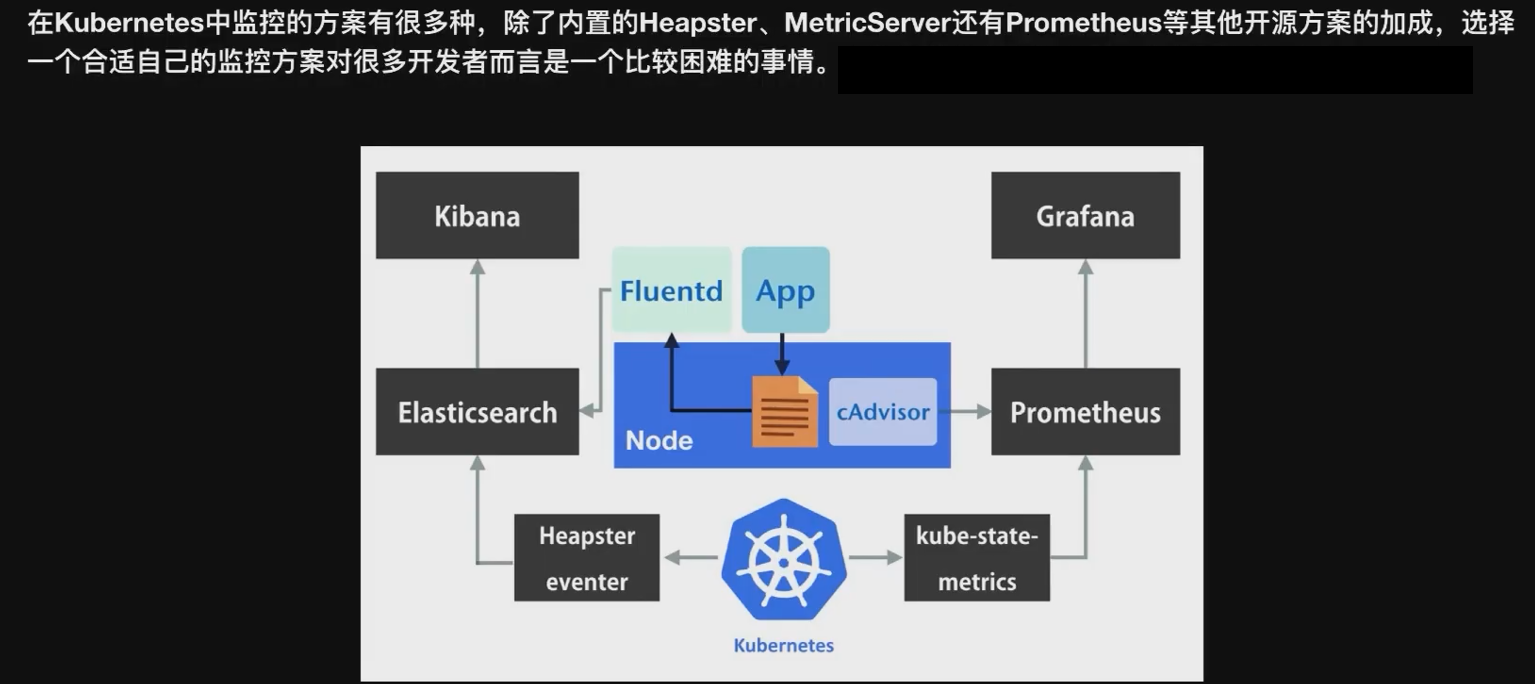 在Kubernetes中监控的方案有很多种，除了内置的Heapster、MetricServer还有Prometheus等其他开源方案的加成，选择
一个合适自己的监控方案对很多开发者而言是一个比较困难的事情。
Kibana
Grafana
Fluentd
App
Elasticsearch
cAdvisor
Prometheus
Node
Heapster
eventer
kube-state-
metrics
Kubernetes